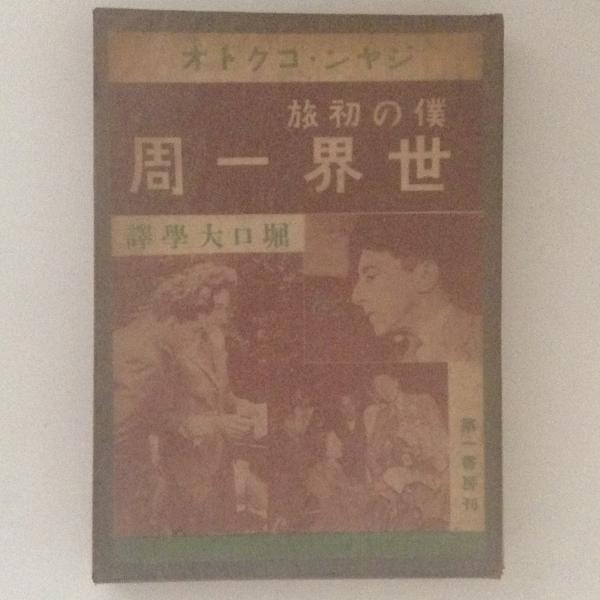 ジヤン・コクトオ
僕の初旅
世界一周
堀口大學譯
第一書房刊